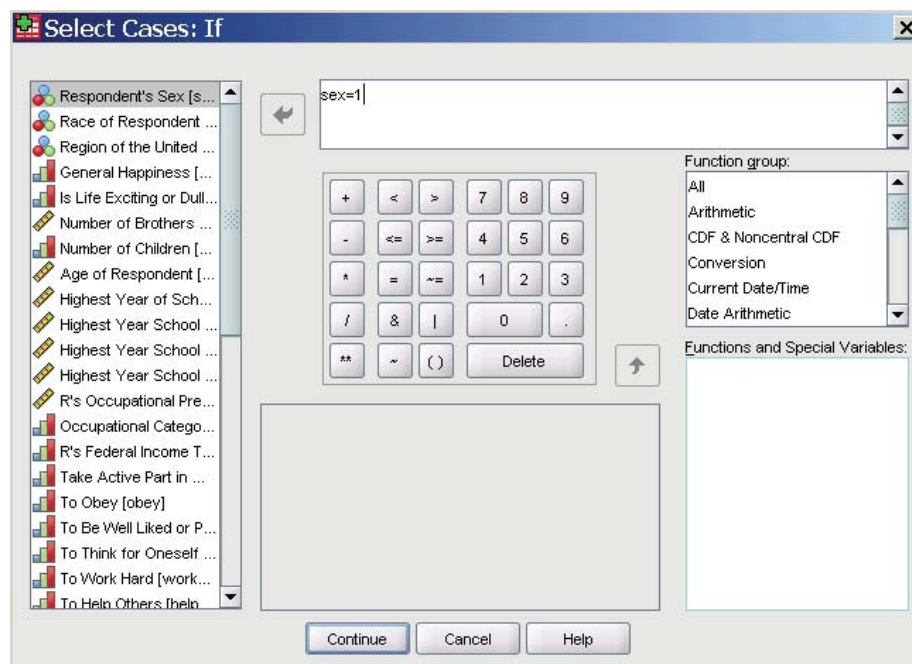 Select Cases: If
Respondent's Sex [s...
Race of Respondent ...
Region of the United ...
General Happiness [...
Is Life Exciting or Dull...
Number of Brothers ...
Number of Children [...
Age of Respondent [...
Highest Year of Sch...
Highest Year School ...
Highest Year School ...
Highest Year School ...
R's Occupational Pre...
Occupational Catego...
R's Federal Income T...
Take Active Part in ...
To Obey [obey]
To Be Well Liked or P...
To Think for Oneself ...
To Work Hard [work...
To Help Others [help
sex=1
+ < > 7 8 9
- <= >= 4 5 6
* = ~= 1 2 3
/ & | 0 .
** ~ ( ) Delete
Function group:
All
Arithmetic
CDF & Noncentral CDF
Conversion
Current Date/Time
Date Arithmetic
Functions and Special Variables:
Continue Cancel Help